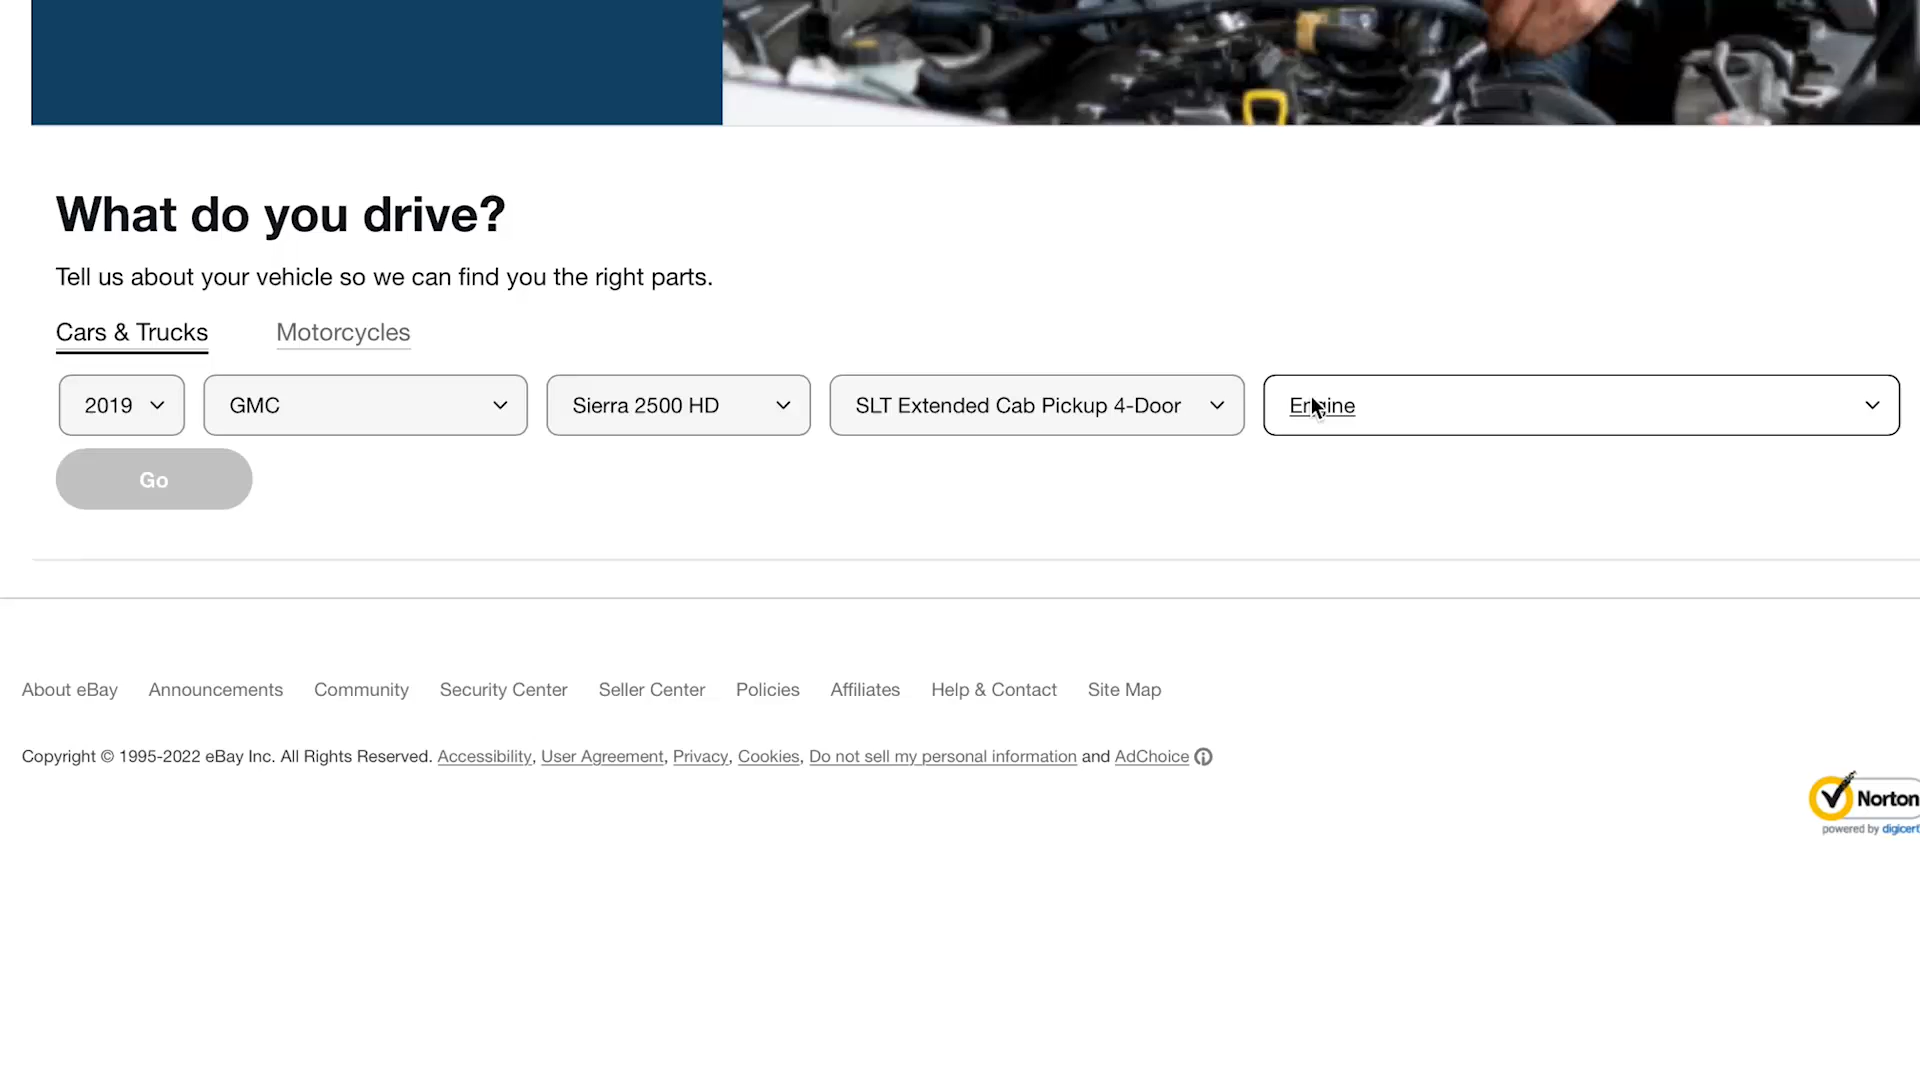 What do you drive?
Tell us about your vehicle so we can find you the right parts.
Cars & Trucks Motorcycles
2019 GMC Sierra 2500 HD SLT Extended Cab Pickup 4-Door Engine
Go
About eBay Announcements Community Security Center Seller Center Policies Affiliates Help & Contact Site Map
Copyright © 1995-2022 eBay Inc. All Rights Reserved. Accessibility, User Agreement, Privacy, Cookies, Do not sell my personal information and AdChoice
Norton
powered by digicert